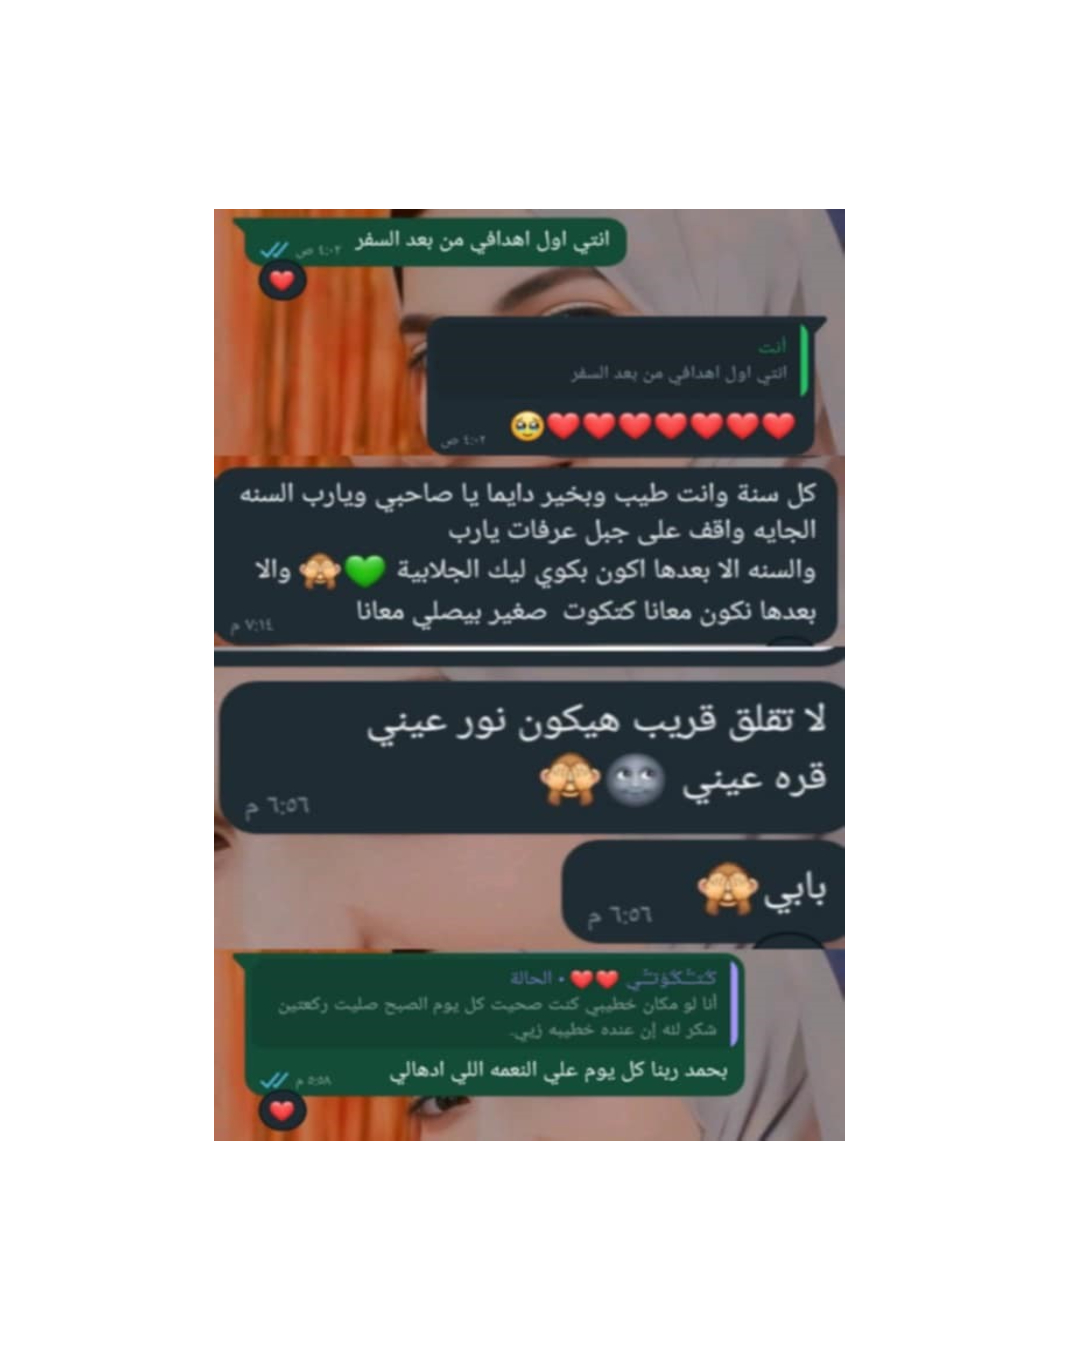 انتي اول اهدافي من بعد السفر
٤:٠٢ ص
أنت
انتي اول اهدافي من بعد السفر
❤️❤️❤️❤️❤️❤️❤️🥹
٤:٠٢ ص
كل سنة وانت طيب وبخير دايما يا صاحبي ويارب السنه
الجايه واقف على جبل عرفات يارب
والسنه الا بعدها اكون بكوي ليك الجلابية 💚🙈 والا
بعدها نكون معانا كتكوت صغير بيصلي معانا
٧:١٤ م
لا تقلق قريب هيكون نور عيني
قره عيني 🌚🙈
٦:٥٦ م
بابي🙈
٦:٥٦ م
كتكوتي ❤️❤️ • الحالة
أنا لو مكان خطيبي كنت صحيت كل يوم الصبح صليت ركعتين
شكر لله إن عنده خطيبه زيي.
بحمد ربنا كل يوم علي النعمه اللي ادهالي
٥:٥٨ م